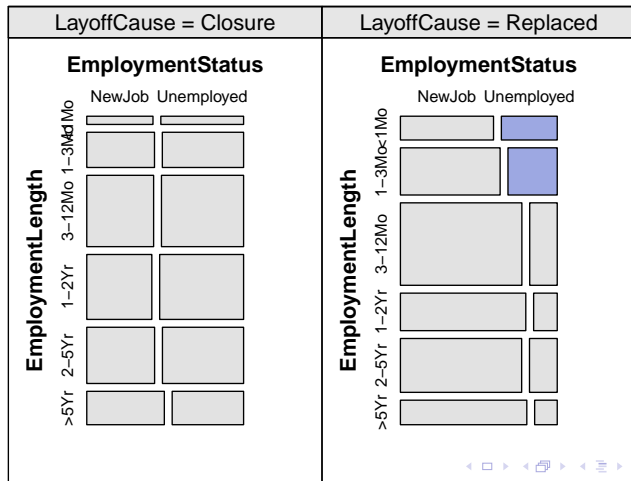 LayoffCause = Closure
EmploymentStatus
NewJob Unemployed
EmploymentLength
<1Mo
1−3Mo
3−12Mo
1−2Yr
2−5Yr
>5Yr
LayoffCause = Replaced
EmploymentStatus
NewJob Unemployed
EmploymentLength
<1Mo
1−3Mo
3−12Mo
1−2Yr
2−5Yr
>5Yr